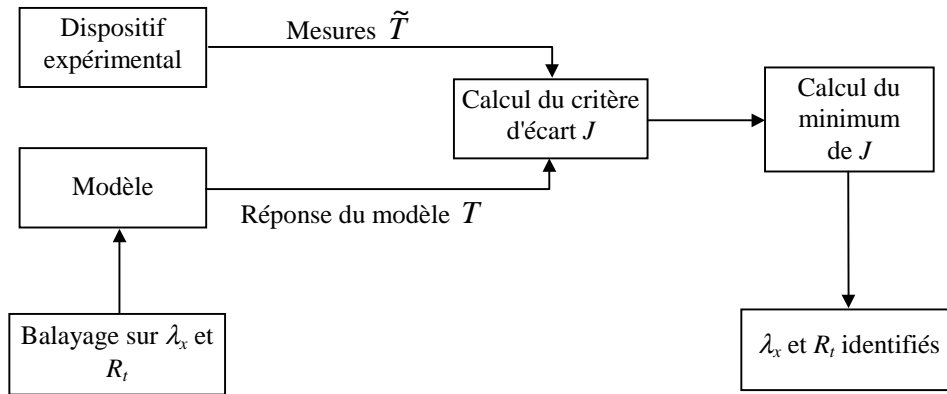 Dispositif
expérimental
Mesures T̃
Calcul du critère
d'écart J
Calcul du
minimum
de J
Modèle
Réponse du modèle T
Balayage sur λx et
Rt
λx et Rt identifiés